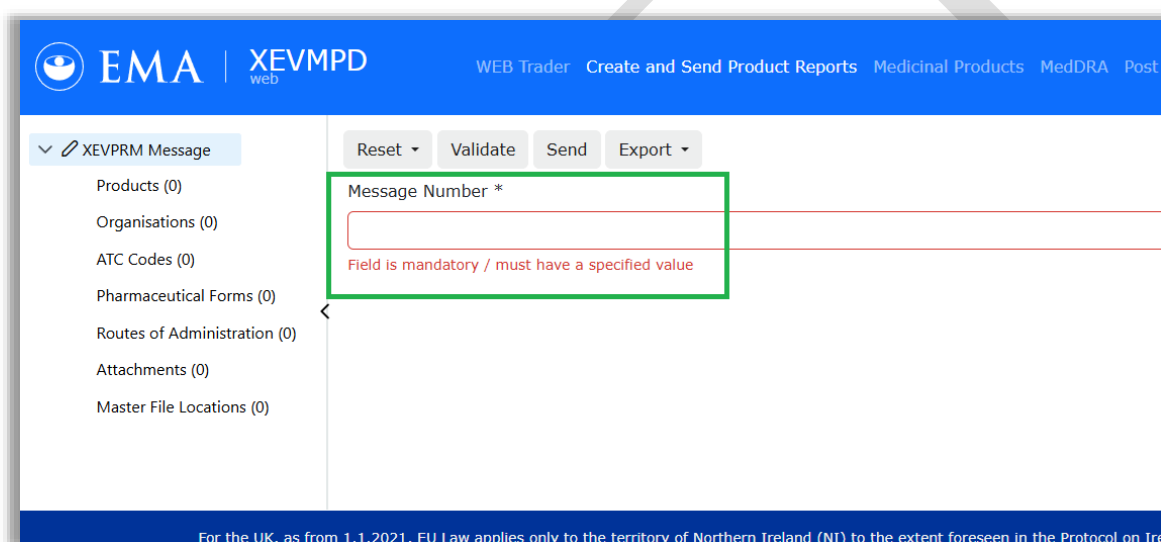 EMA | XEVMPD
web
WEB Trader Create and Send Product Reports Medicinal Products MedDRA Post
XEVPRM Message
Products (0)
Organisations (0)
ATC Codes (0)
Pharmaceutical Forms (0)
Routes of Administration (0)
Attachments (0)
Master File Locations (0)
Reset Validate Send Export
Message Number *
Field is mandatory / must have a specified value
For the UK, as from 1.1.2021, EU Law applies only to the territory of Northern Ireland (NI) to the extent foreseen in the Protocol on